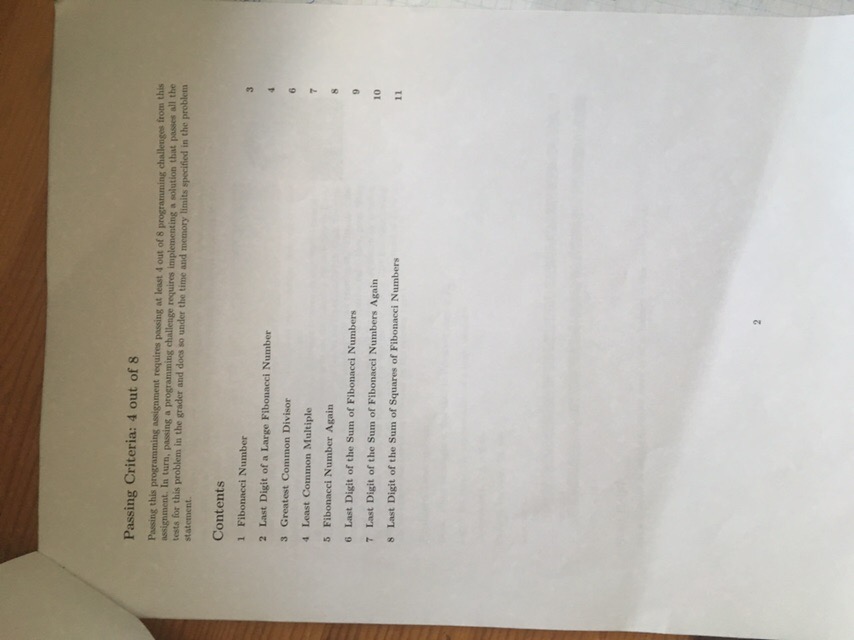 Passing Criteria: 4 out of 8
Passing this programming assignment requires passing at least 4 out of 8 programming challenges from this
assignment. In turn, passing a programming challenge requires implementing a solution that passes all the
tests for this problem in the grader and does so under the time and memory limits specified in the problem
statement.
Contents
1 Fibonacci Number 3
2 Last Digit of a Large Fibonacci Number 4
3 Greatest Common Divisor 6
4 Least Common Multiple 7
5 Fibonacci Number Again 8
6 Last Digit of the Sum of Fibonacci Numbers 9
7 Last Digit of the Sum of Fibonacci Numbers Again 10
8 Last Digit of the Sum of Squares of Fibonacci Numbers 11
2